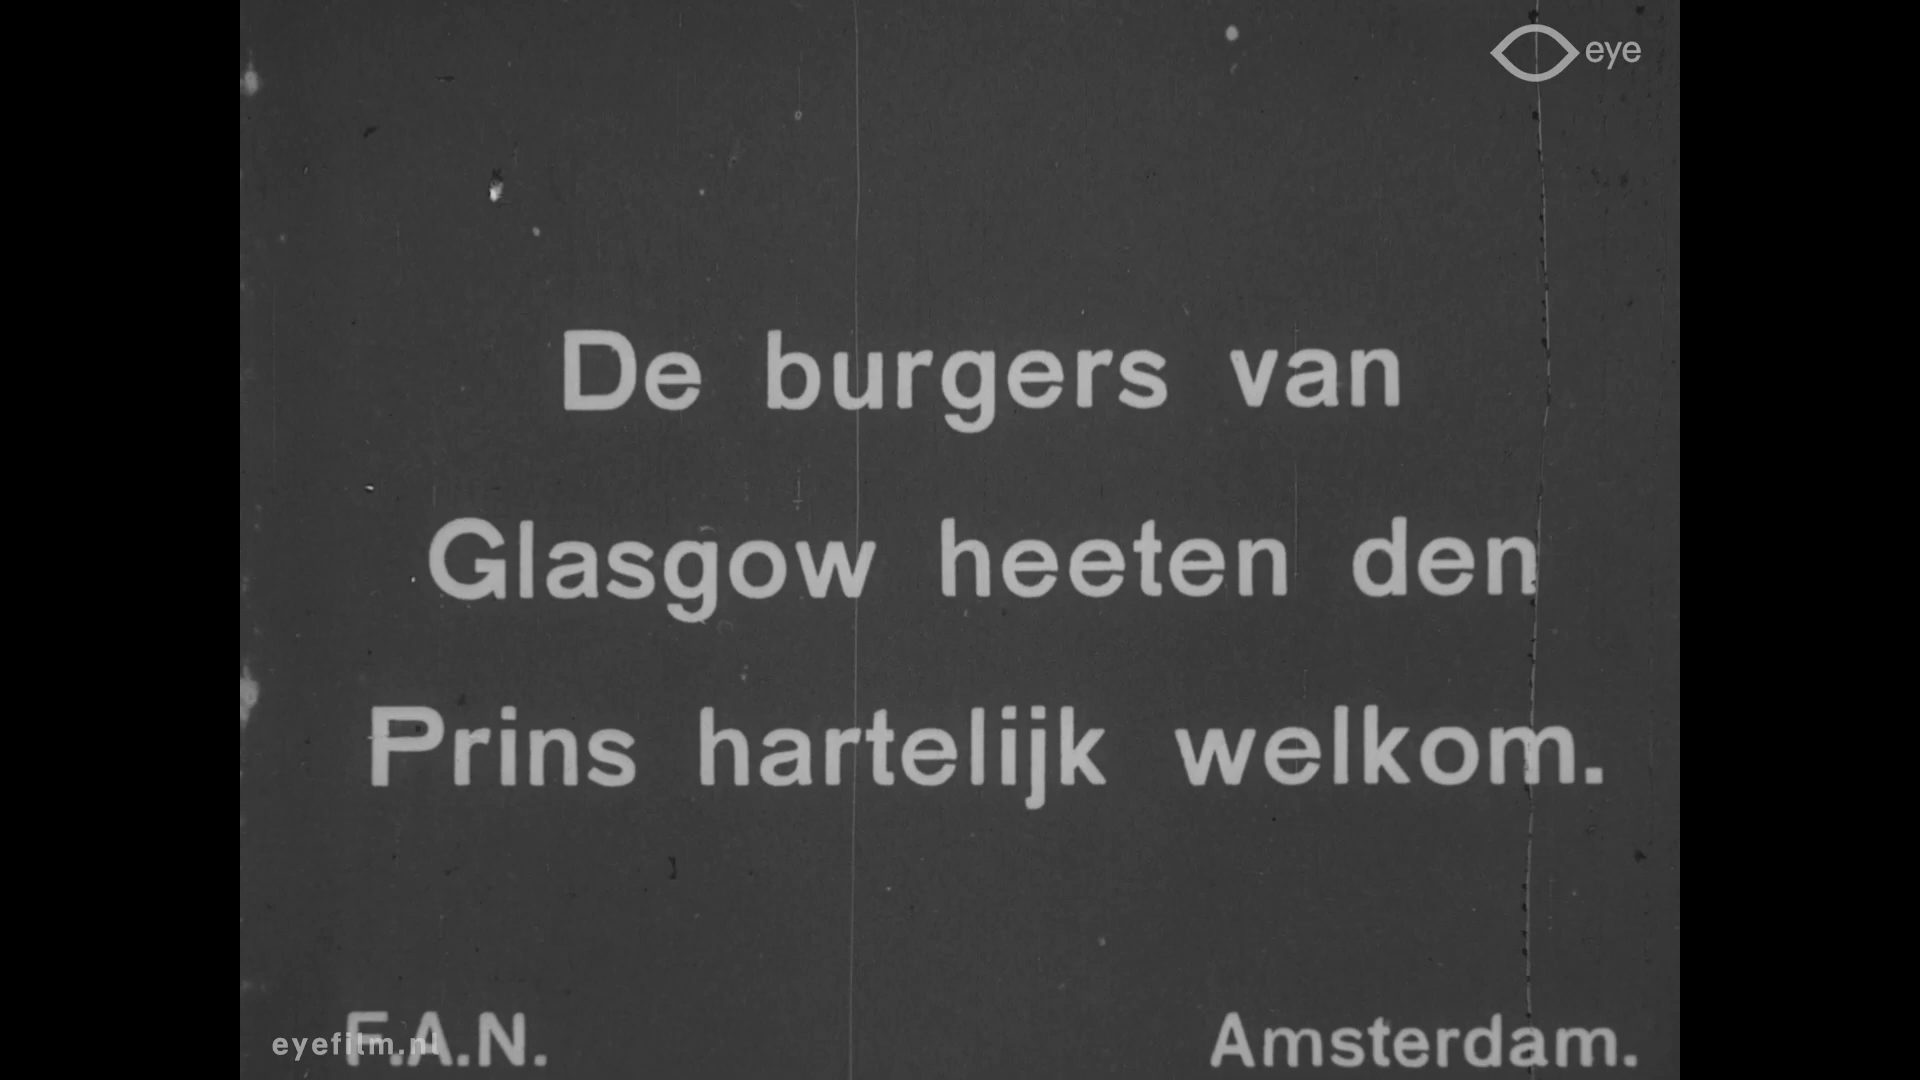 eye
De burgers van
Glasgow heeten den
Prins hartelijk welkom.
F.A.N. Amsterdam.
eyefilm.nl